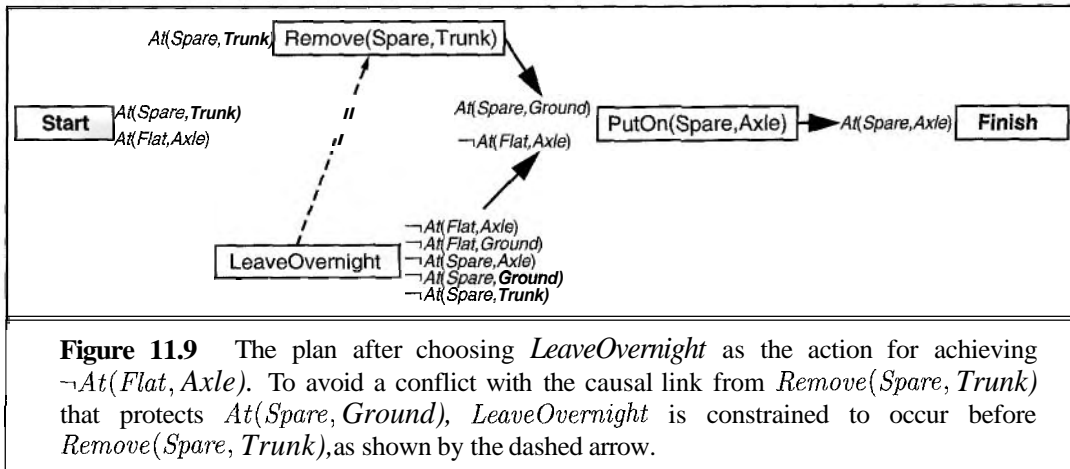 At(Spare,Trunk) Remove(Spare,Trunk)
Start
At(Spare,Trunk)
At(Flat,Axle)
At(Spare,Ground)
¬At(Flat,Axle)
PutOn(Spare,Axle)
At(Spare,Axle)
Finish
LeaveOvernight
¬At(Flat,Axle)
¬At(Flat,Ground)
¬At(Spare,Axle)
¬At(Spare,Ground)
¬At(Spare,Trunk)
Figure 11.9 The plan after choosing LeaveOvernight as the action for achieving
¬At(Flat, Axle). To avoid a conflict with the causal link from Remove(Spare, Trunk)
that protects At(Spare, Ground), LeaveOvernight is constrained to occur before
Remove(Spare, Trunk),as shown by the dashed arrow.